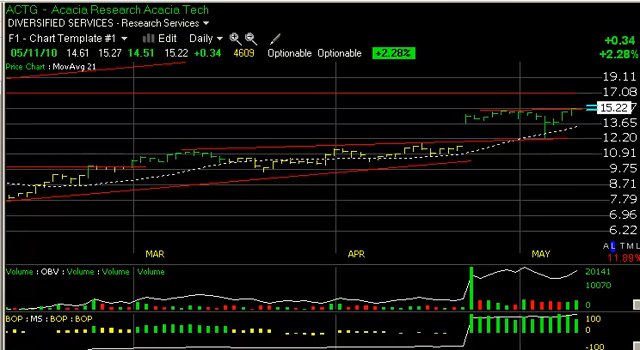 ACTG - Acacia Research Acacia Tech
DIVERSIFIED SERVICES - Research Services
F1 - Chart Template #1 Edit Daily
05/11/10 14.61 15.27 14.51 15.22 +0.34 4609 Optionable Optionable +2.28%
+0.34
+2.28%
Price Chart : MovAvg 21
19.11
17.08
15.22
13.65
12.20
10.91
9.75
8.71
7.79
6.96
6.22
MAR APR MAY
A L T M L
11.88%
Volume : OBV : Volume : Volume Volume
20141
10070
0
BOP : MS : BOP : BOP
100
0
-100